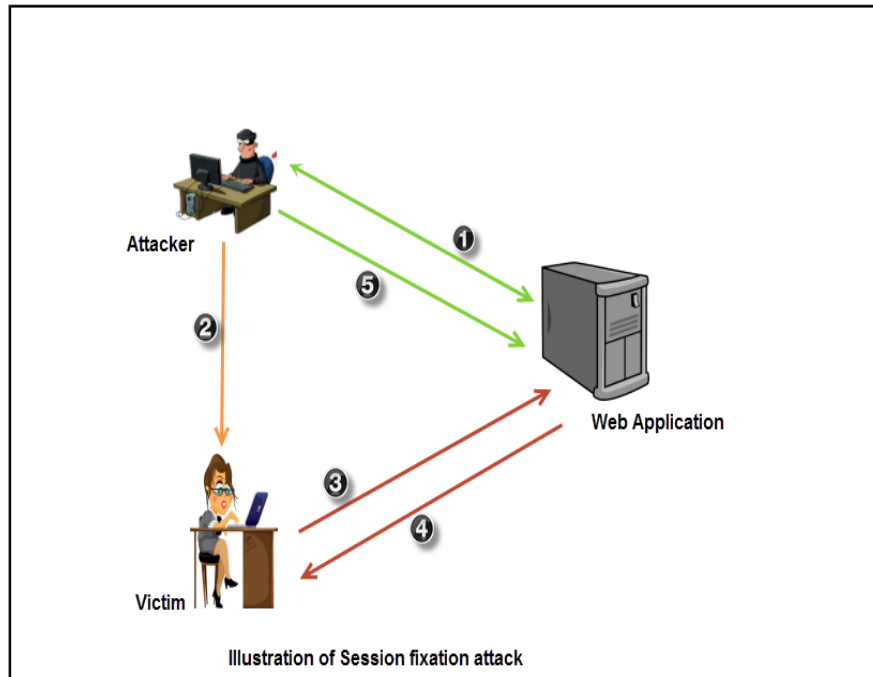 1
Attacker
5
2
Web Application
3
4
Victim
Illustration of Session fixation attack